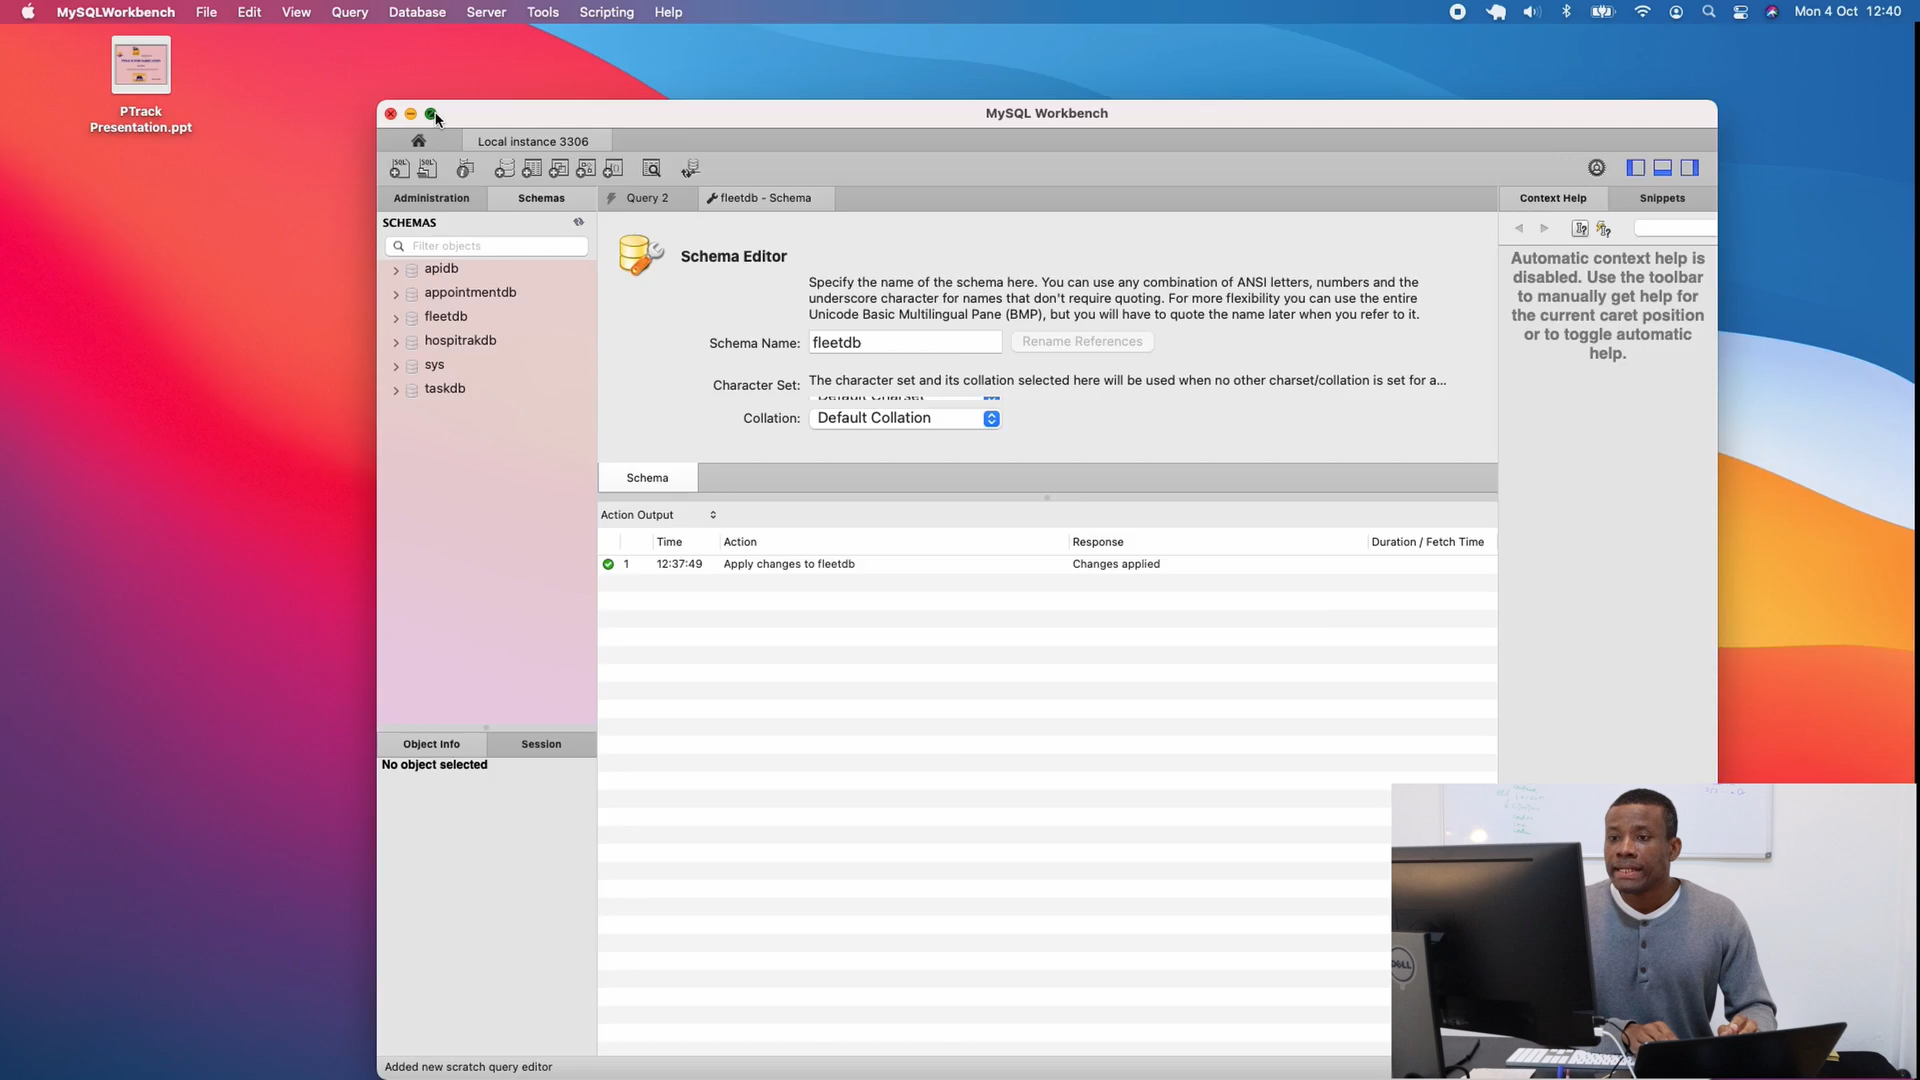 MySQLWorkbench File Edit View Query Database Server Tools Scripting Help
Mon 4 Oct 12:40
PTrack
Presentation.ppt
MySQL Workbench
Local instance 3306
Administration
Schemas
Query 2
fleetdb - Schema
Context Help
Snippets
SCHEMAS
Filter objects
apidb
appointmentdb
fleetdb
hospitrakdb
sys
taskdb
Schema Editor
Specify the name of the schema here. You can use any combination of ANSI letters, numbers and the
underscore character for names that don't require quoting. For more flexibility you can use the entire
Unicode Basic Multilingual Pane (BMP), but you will have to quote the name later when you refer to it.
Schema Name: fleetdb Rename References
Character Set: The character set and its collation selected here will be used when no other charset/collation is set for a...
Default Charset
Collation: Default Collation
Automatic context help is
disabled. Use the toolbar
to manually get help for
the current caret position
or to toggle automatic
help.
Schema
Action Output
Time Action Response Duration / Fetch Time
1 12:37:49 Apply changes to fleetdb Changes applied
Object Info
Session
No object selected
Added new scratch query editor
DELL